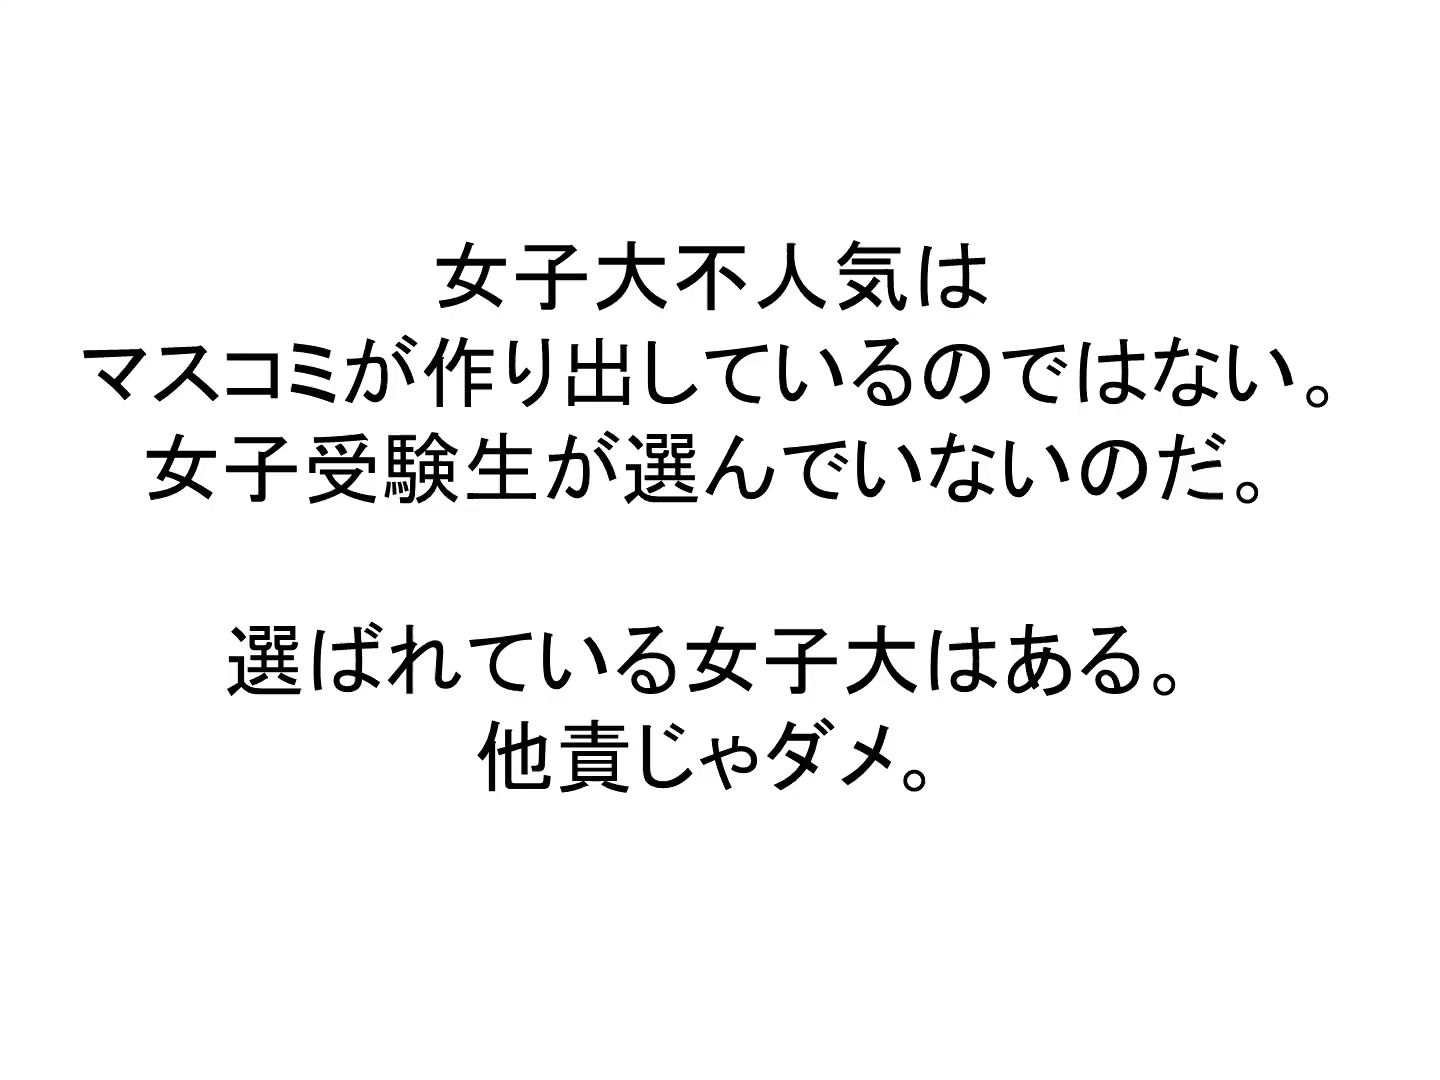 女子大不人気は
マスコミが作り出しているのではない。
女子受験生が選んでいないのだ。
選ばれている女子大はある。
他責じゃダメ。